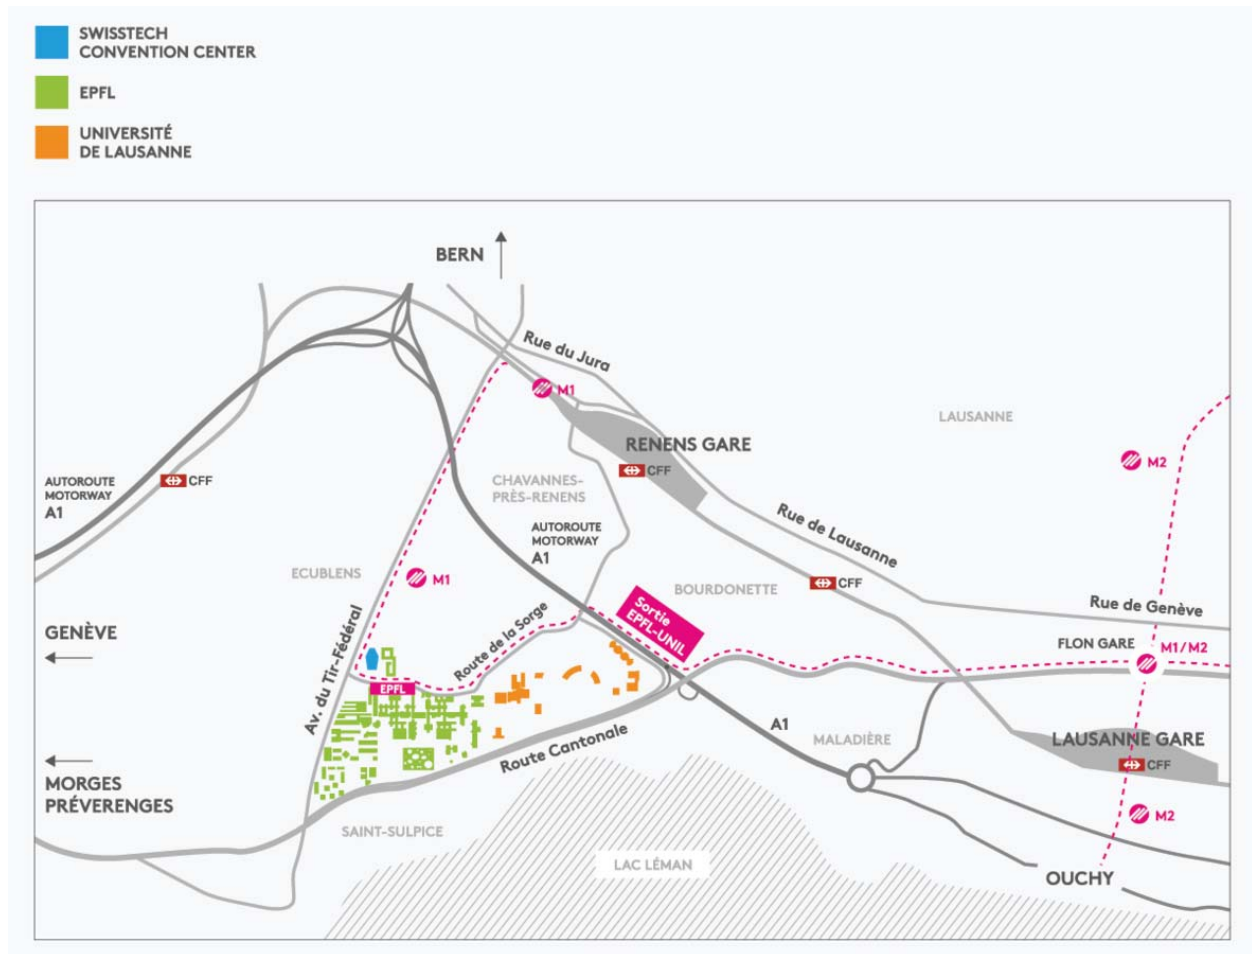 SWISSTECH
CONVENTION CENTER
EPFL
UNIVERSITÉ
DE LAUSANNE
BERN
Rue du Jura
M1
LAUSANNE
RENENS GARE
CFF
M2
AUTOROUTE
MOTORWAY
A1
CFF
CHAVANNES-
PRÈS-RENENS
AUTOROUTE
MOTORWAY
A1
Rue de Lausanne
ECUBLENS
M1
BOURDONETTE
CFF
Rue de Genève
Sortie
EPFL-UNIL
GENÈVE
Av. du Tir-Fédéral
Route de la Sorge
FLON GARE
M1/M2
EPFL
A1
Route Cantonale
MALADIÈRE
LAUSANNE GARE
CFF
MORGES
PRÉVERENGES
SAINT-SULPICE
M2
LAC LÉMAN
OUCHY